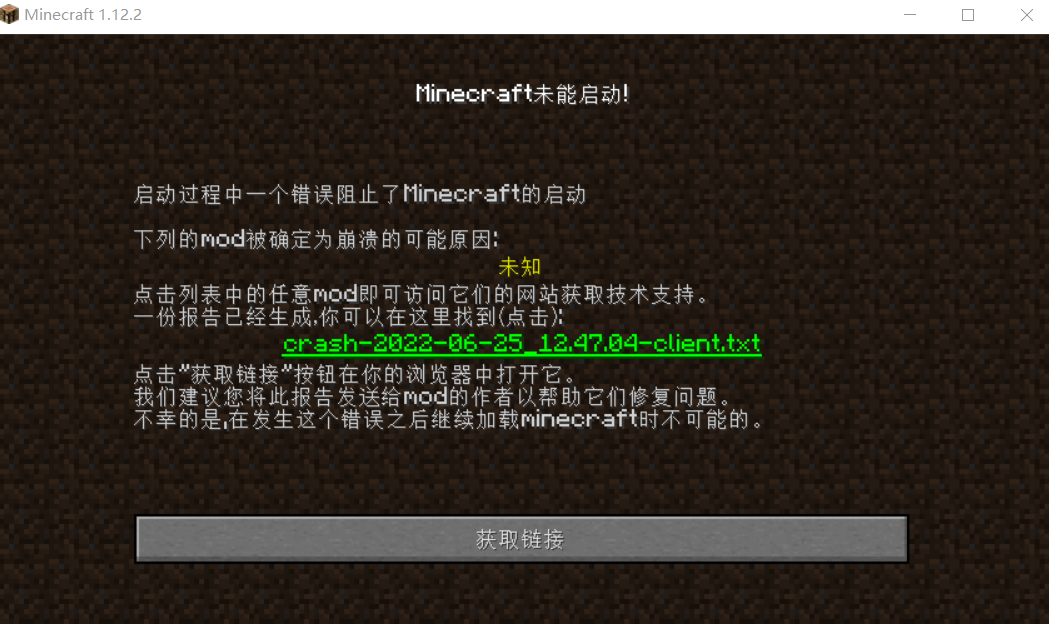 Minecraft 1.12.2
Minecraft未能启动!
启动过程中一个错误阻止了Minecraft的启动
下列的mod被确定为崩溃的可能原因:
未知
点击列表中的任意mod即可访问它们的网站获取技术支持。
一份报告已经生成,你可以在这里找到(点击):
crash-2022-06-25_12.47.04-client.txt
点击"获取链接"按钮在你的浏览器中打开它。
我们建议您将此报告发送给mod的作者以帮助它们修复问题。
不幸的是,在发生这个错误之后继续加载minecraft时不可能的。
获取链接